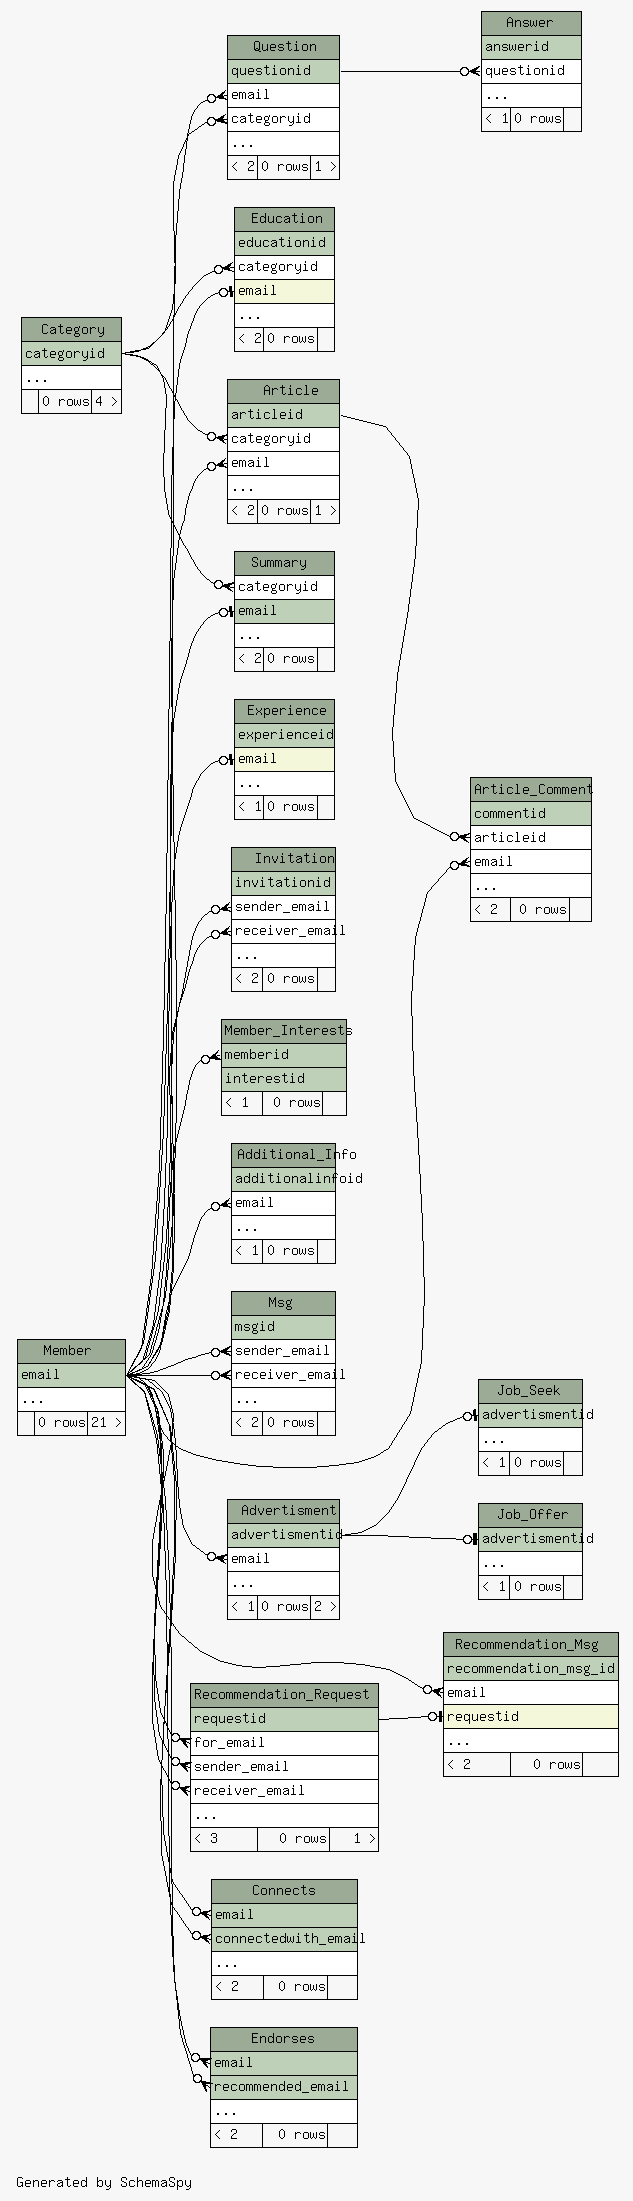 Answer
answerid
questionid
...
< 1 0 rows
Question
questionid
email
categoryid
...
< 2 0 rows 1 >
Education
educationid
categoryid
email
...
< 2 0 rows
Category
categoryid
...
0 rows 4 >
Article
articleid
categoryid
email
...
< 2 0 rows 1 >
Summary
categoryid
email
...
< 2 0 rows
Experience
experienceid
email
...
< 1 0 rows
Article_Comment
commentid
articleid
email
...
< 2 0 rows
Invitation
invitationid
sender_email
receiver_email
...
< 2 0 rows
Member_Interests
memberid
interestid
< 1 0 rows
Additional_Info
additionalinfoid
email
...
< 1 0 rows
Msg
msgid
sender_email
receiver_email
...
< 2 0 rows
Member
email
...
0 rows 21 >
Job_Seek
advertismentid
...
< 1 0 rows
Advertisment
advertismentid
email
...
< 1 0 rows 2 >
Job_Offer
advertismentid
...
< 1 0 rows
Recommendation_Msg
recommendation_msg_id
email
requestid
...
< 2 0 rows
Recommendation_Request
requestid
for_email
sender_email
receiver_email
...
< 3 0 rows 1 >
Connects
email
connectedwith_email
...
< 2 0 rows
Endorses
email
recommended_email
...
< 2 0 rows
Generated by SchemaSpy